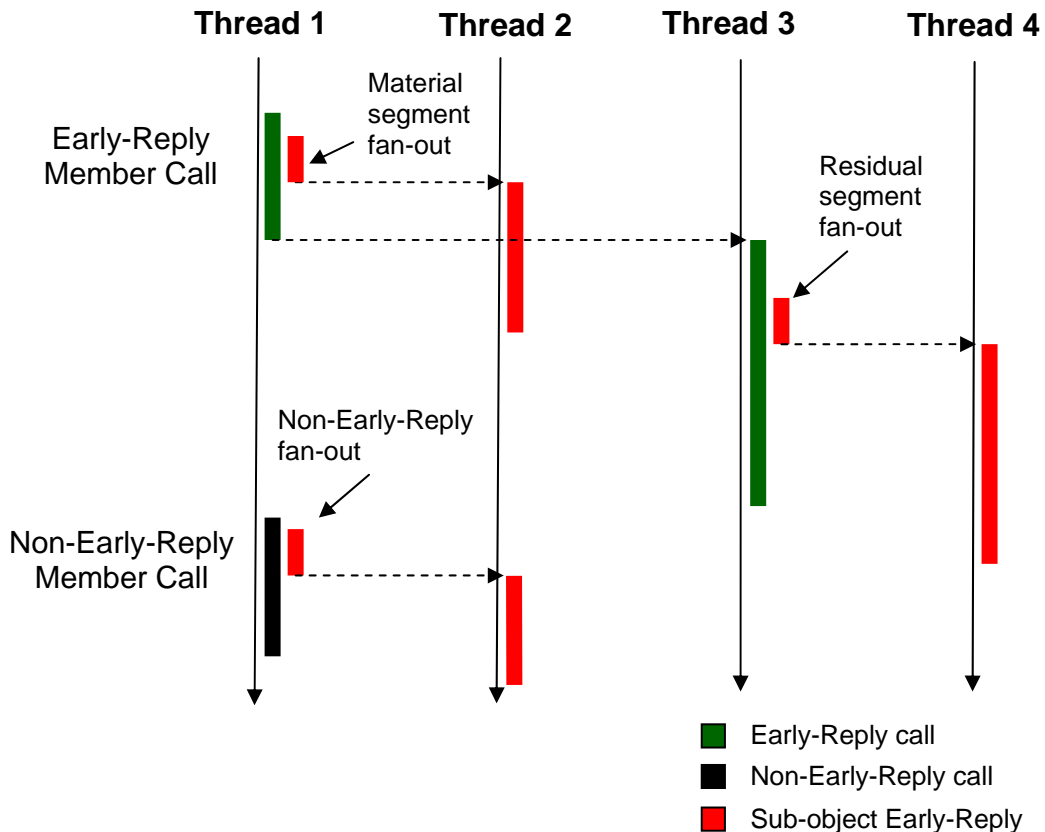 Thread 1
Thread 2
Thread 3
Thread 4
Material
segment
fan-out
Early-Reply
Member Call
Residual
segment
fan-out
Non-Early-Reply
fan-out
Non-Early-Reply
Member Call
Early-Reply call
Non-Early-Reply call
Sub-object Early-Reply